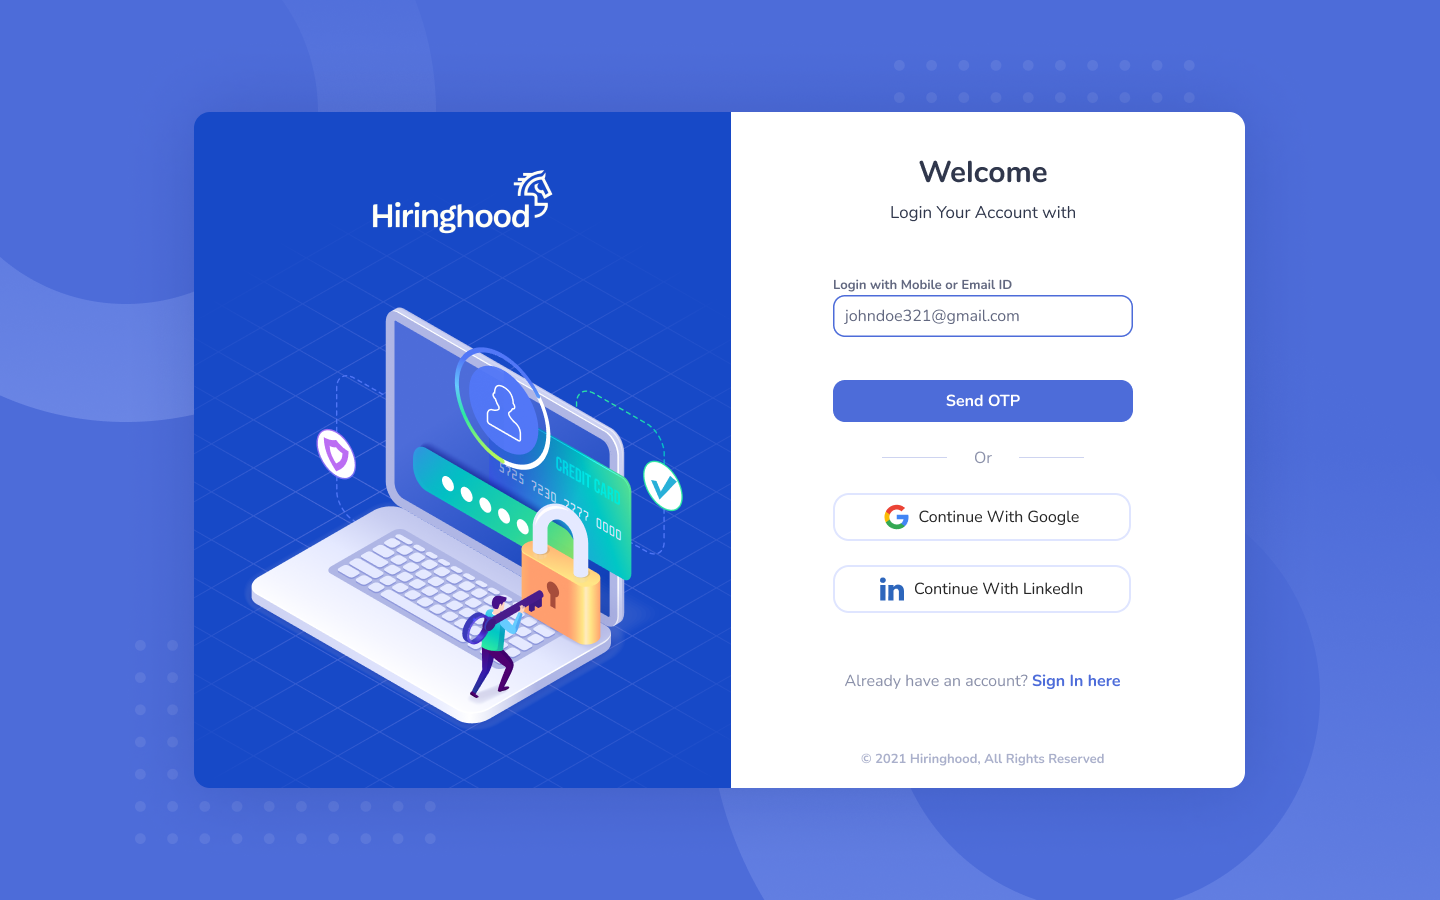 Hiringhood
CREDIT CARD
5725 7230 7777 0000
Welcome
Login Your Account with
Login with Mobile or Email ID
johndoe321@gmail.com
Send OTP
Or
Continue With Google
in Continue With LinkedIn
Already have an account? Sign In here
© 2021 Hiringhood, All Rights Reserved